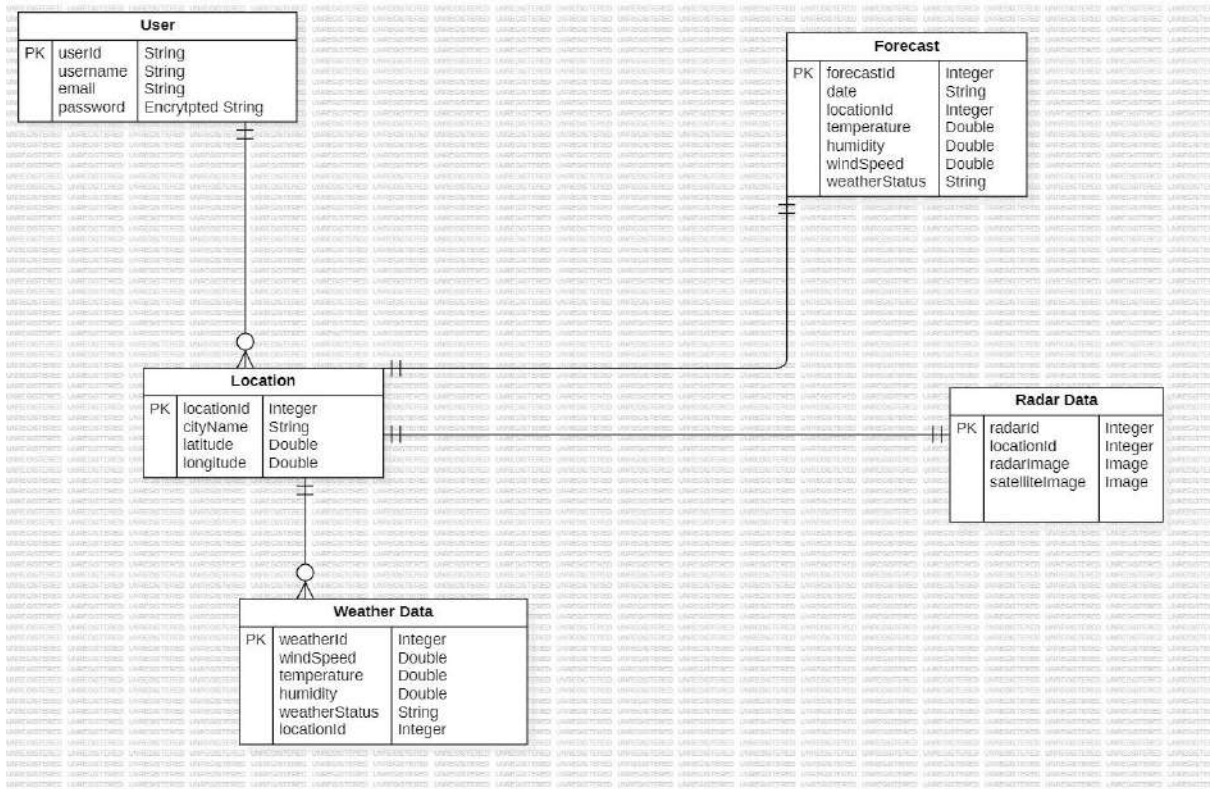 User
PK userId String
username String
email String
password Encrytpted String
Forecast
PK forecastId Integer
date String
locationId Integer
temperature Double
humidity Double
windSpeed Double
weatherStatus String
Location
PK locationId Integer
cityName String
latitude Double
longitude Double
Radar Data
PK radarId Integer
locationId Integer
radarImage Image
satelliteImage Image
Weather Data
PK weatherId Integer
windSpeed Double
temperature Double
humidity Double
weatherStatus String
locationId Integer
UNREGISTERED